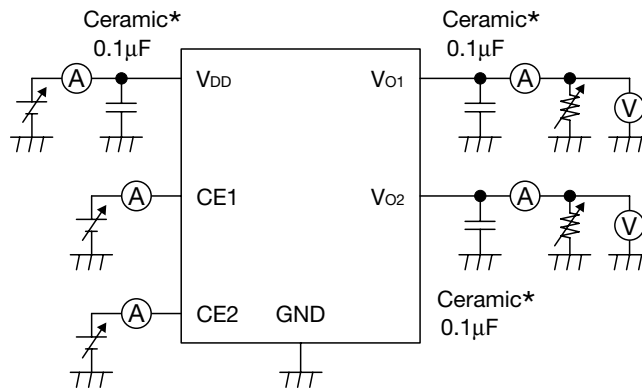 Ceramic* Ceramic*
0.1μF 0.1μF
A VDD VO1 A
V
A CE1 VO2 A
V
Ceramic*
A CE2 GND
0.1μF